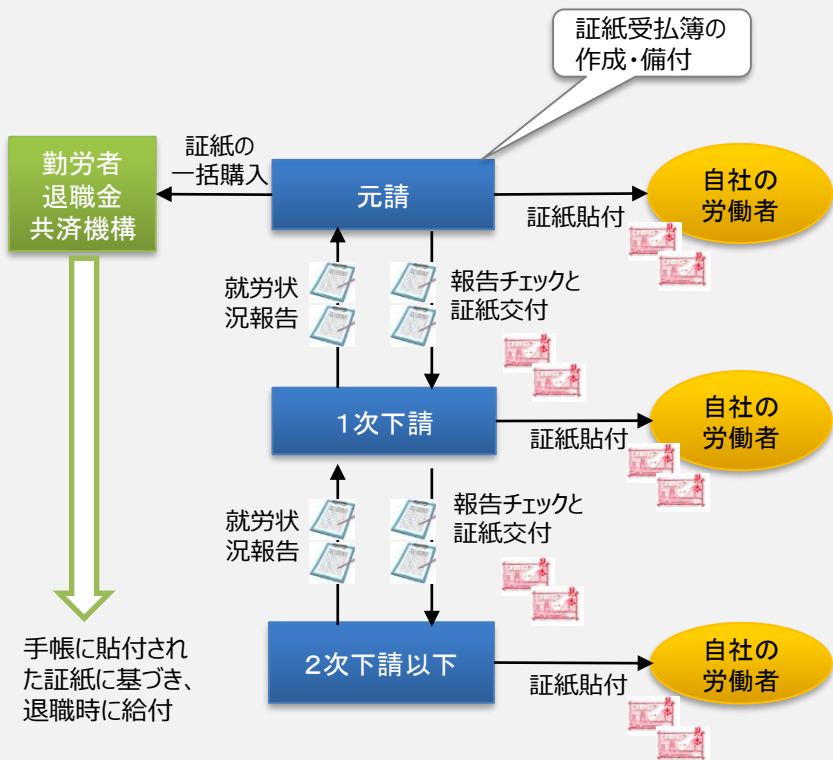 証紙受払簿の
作成・備付
勤労者
退職金
共済機構
証紙の
一括購入
元請
証紙貼付
自社の
労働者
就労状
況報告
報告チェックと
証紙交付
1次下請
証紙貼付
自社の
労働者
就労状
況報告
報告チェックと
証紙交付
手帳に貼付され
た証紙に基づき、
退職時に給付
2次下請以下
証紙貼付
自社の
労働者